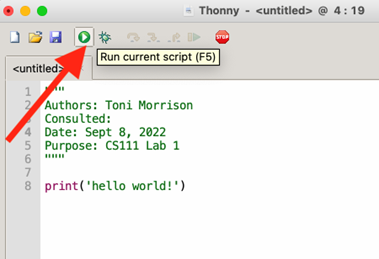 Thonny - <untitled> @ 4 : 19
STOP
Run current script (F5)
<untitled>
1 """
2 Authors: Toni Morrison
3 Consulted:
4 Date: Sept 8, 2022
5 Purpose: CS111 Lab 1
6 """
7
8 print('hello world!')